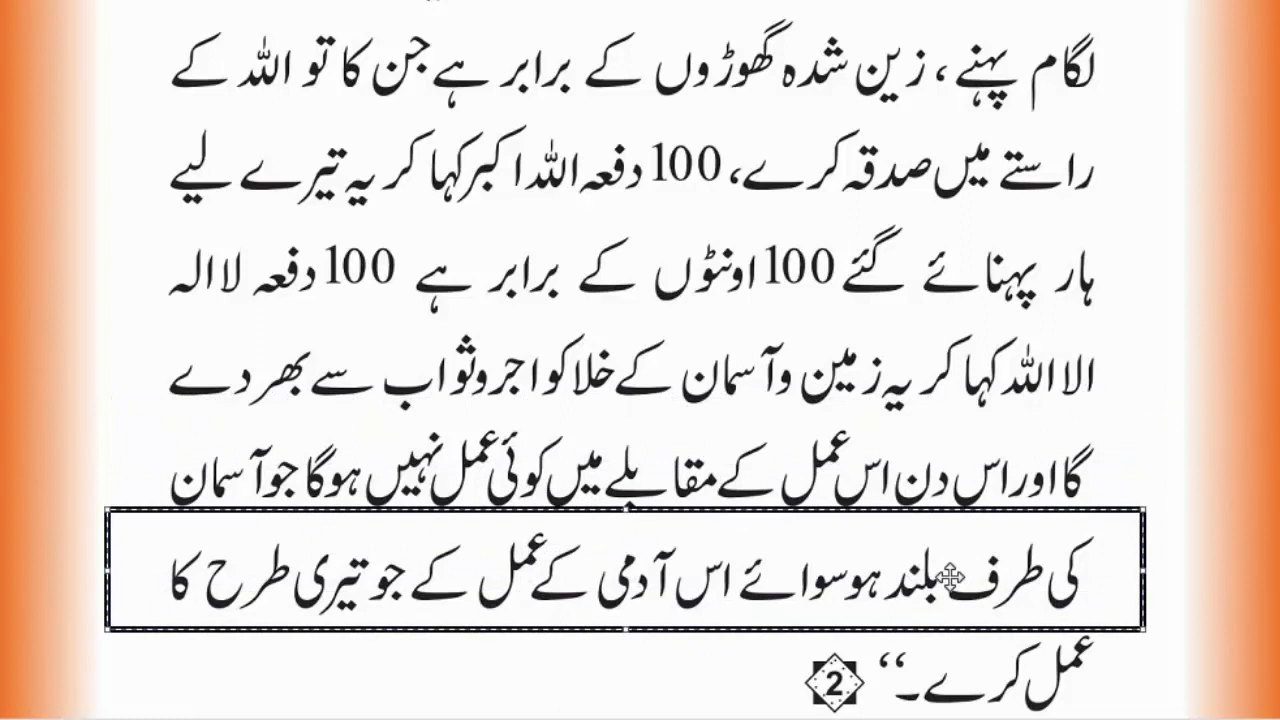 لگام پہنے، زین شدہ گھوڑوں کے برابر ہے جن کا تو اللہ کے
راستے میں صدقہ کرے، 100 دفعہ اللہ اکبر کہا کر یہ تیرے لیے
ہار پہنائے گئے 100 اونٹوں کے برابر ہے 100 دفعہ لا الہ
الا اللہ کہا کر یہ زمین و آسمان کے خلا کو اجر و ثواب سے بھر دے
گا اور اس دن اس عمل کے مقابلے میں کوئی عمل نہیں ہوگا جو آسمان
کی طرف بلند ہو سوائے اس آدمی کے عمل کے جو تیری طرح کا
عمل کرے۔‘‘ 2